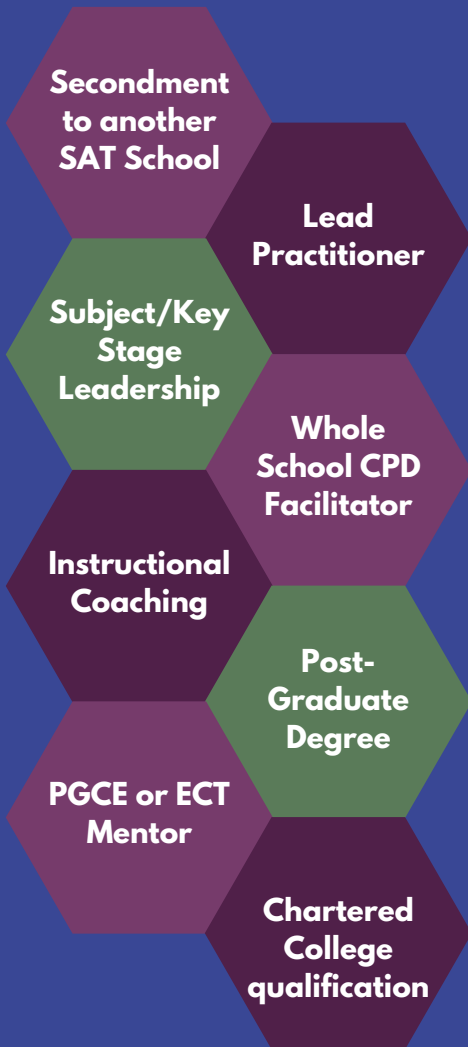 Secondment
to another
SAT School
Lead
Practitioner
Subject/Key
Stage
Leadership
Whole
School CPD
Facilitator
Instructional
Coaching
Post-
Graduate
Degree
PGCE or ECT
Mentor
Chartered
College
qualification